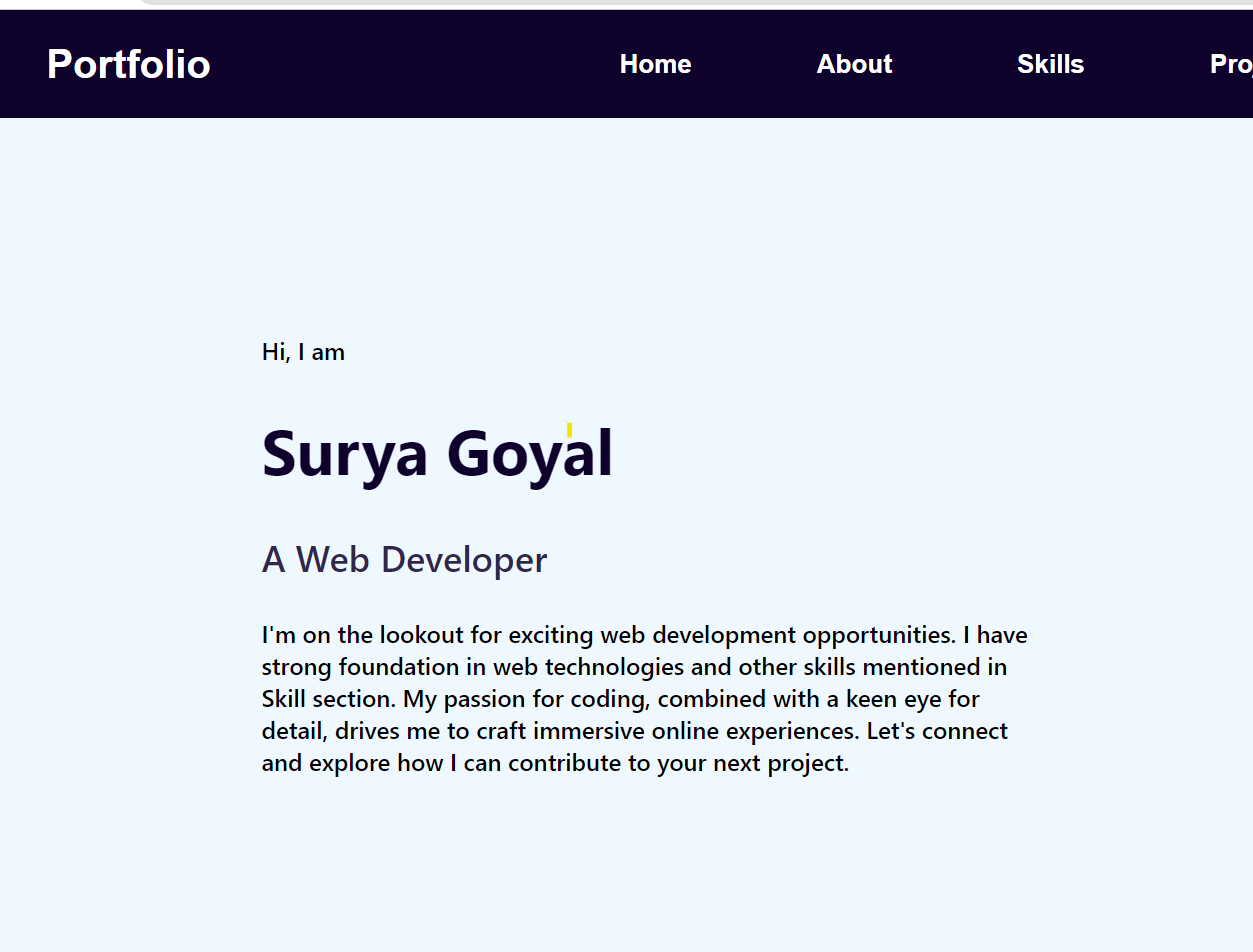 Portfolio Home About Skills
Hi, I am
Surya Goyal
A Web Developer
I'm on the lookout for exciting web development opportunities. I have
strong foundation in web technologies and other skills mentioned in
Skill section. My passion for coding, combined with a keen eye for
detail, drives me to craft immersive online experiences. Let's connect
and explore how I can contribute to your next project.